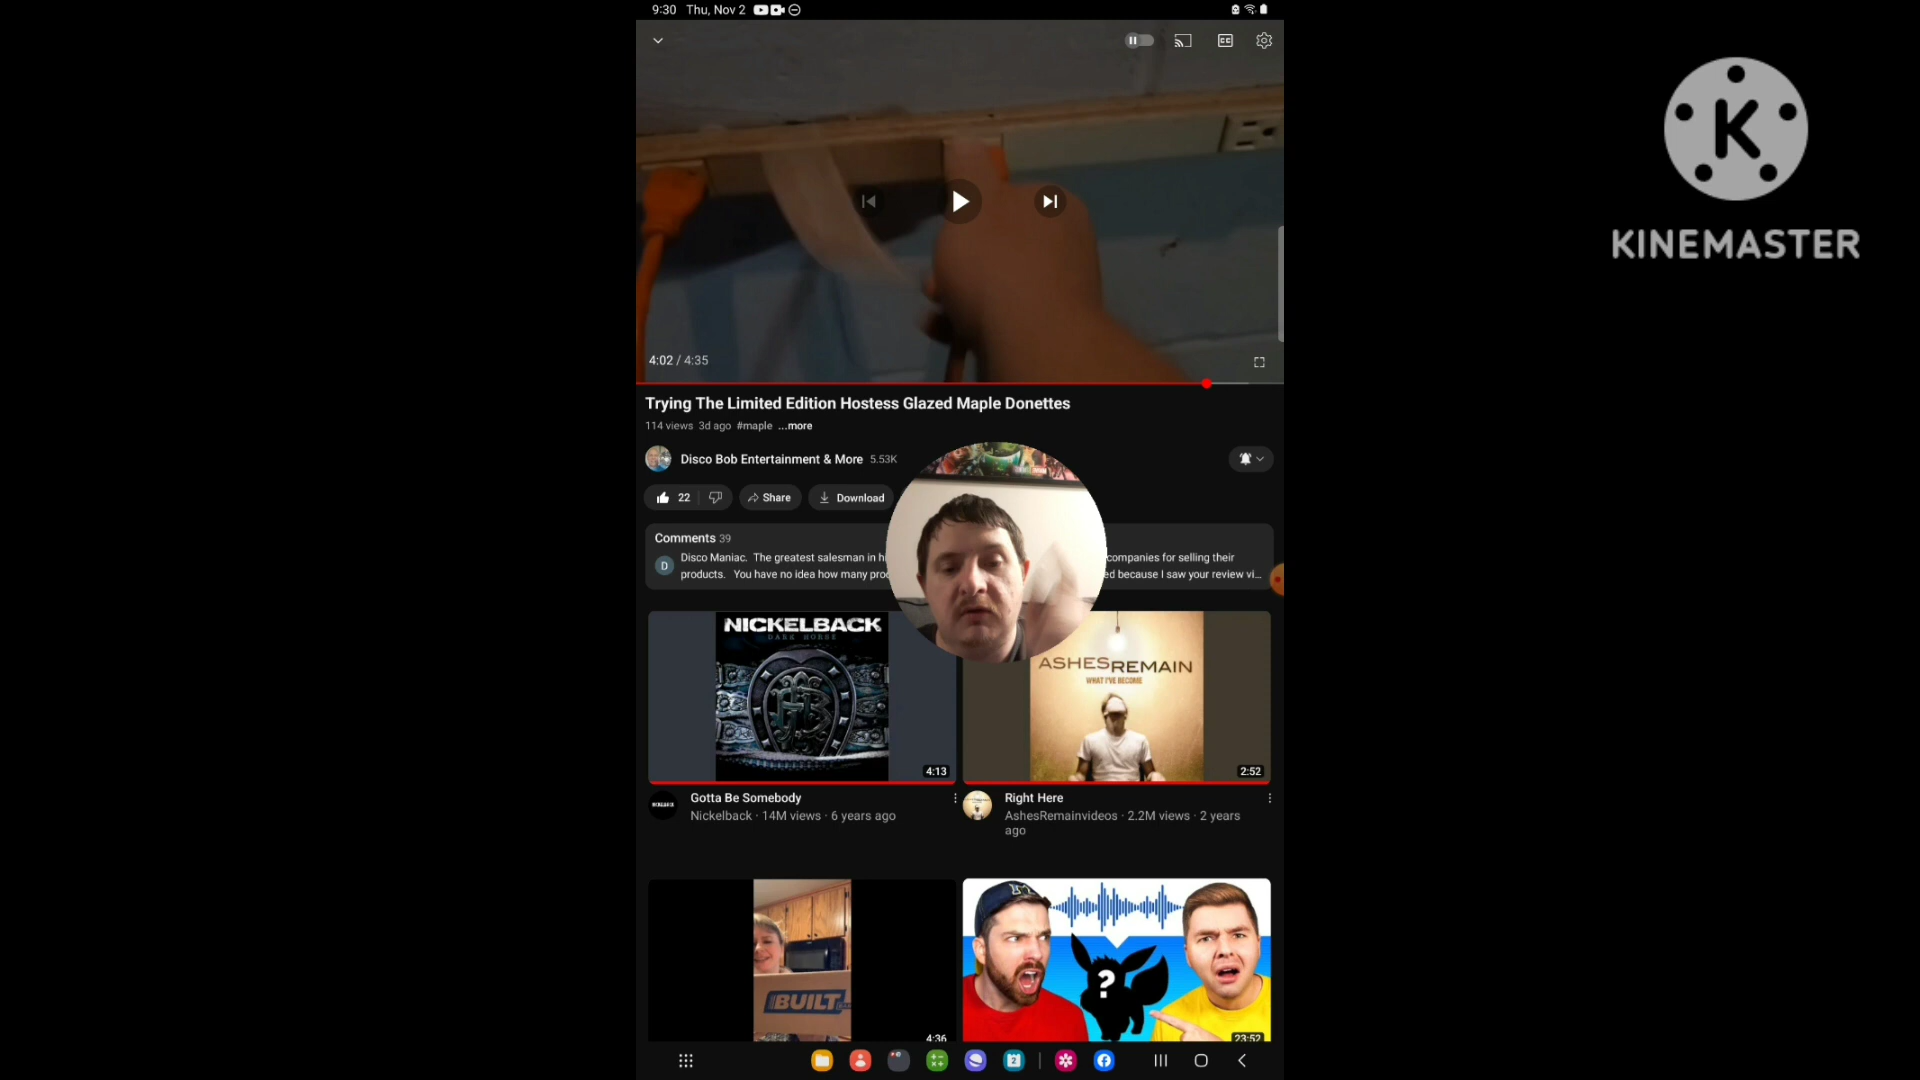 9:30 Thu, Nov 2
KINEMASTER
4:02 / 4:35
Trying The Limited Edition Hostess Glazed Maple Donettes
114 views 3d ago #maple ...more
Disco Bob Entertainment & More 5.53K
22 Share Download
Comments 39
D
Disco Maniac. The greatest salesman in companies for selling their
products. You have no idea how many because I saw your review vi...
NICKELBACK
DARK HORSE
4:13
ASHES REMAIN
WHAT I'VE BECOME
2:52
Gotta Be Somebody
Nickelback · 14M views · 6 years ago
Right Here
AshesRemainvideos · 2.2M views · 2 years
ago
BUILT
4:36
?
23:52